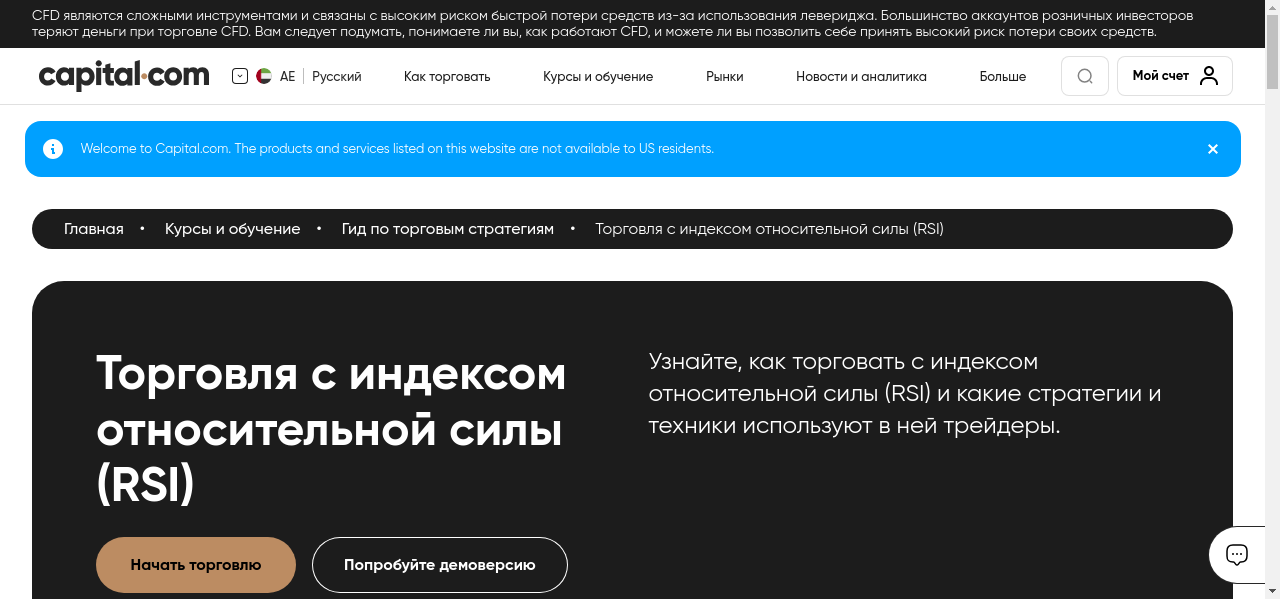 CFD являются сложными инструментами и связаны с высоким риском быстрой потери средств из-за использования левериджа. Большинство аккаунтов розничных инвесторов
теряют деньги при торговле CFD. Вам следует подумать, понимаете ли вы, как работают CFD, и можете ли вы позволить себе принять высокий риск потери своих средств.
capital.com AE Русский Как торговать Курсы и обучение Рынки Новости и аналитика Больше Мой счет
Welcome to Capital.com. The products and services listed on this website are not available to US residents.
Главная • Курсы и обучение • Гид по торговым стратегиям • Торговля с индексом относительной силы (RSI)
Торговля с индексом
относительной силы
(RSI)
Узнайте, как торговать с индексом
относительной силы (RSI) и какие стратегии и
техники используют в ней трейдеры.
Начать торговлю Попробуйте демоверсию